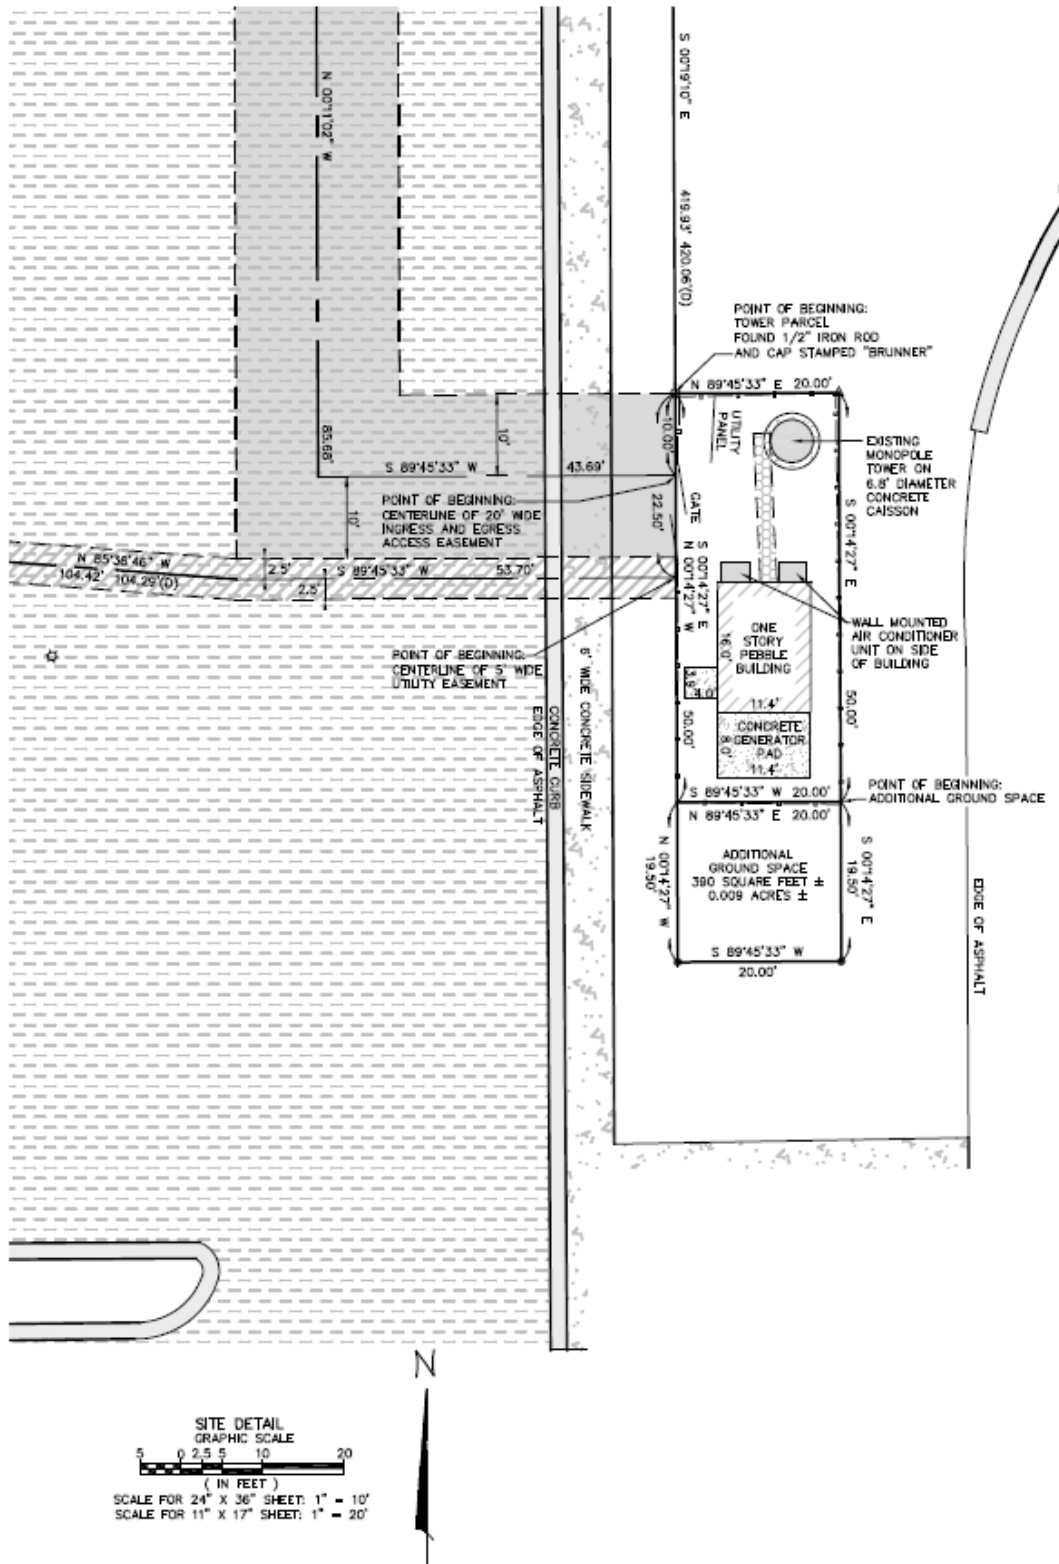 S 00°19'10" E
N 00°11'02" W
419.93' 420.06'(D)
POINT OF BEGINNING:
TOWER PARCEL
FOUND 1/2" IRON ROD
AND CAP STAMPED "BRUNNER"
N 89°45'33" E 20.00'
UTILITY
PANEL
10.00'
10'
85.68'
EXISTING
MONOPOLE
TOWER ON
6.8' DIAMETER
CONCRETE
CAISSON
S 89°45'33" W 43.69'
POINT OF BEGINNING:
CENTERLINE OF 20' WIDE
INGRESS AND EGRESS
ACCESS EASEMENT
10'
22.50'
GATE
S 00°14'27" E
N 85°36'46" W
104.42' 104.29'(D)
2.5'
S 89°45'33" W 53.70'
2.5'
S 00°14'27" E
N 00°14'27" W
WALL MOUNTED
AIR CONDITIONER
UNIT ON SIDE
OF BUILDING
ONE
STORY
PEBBLE
BUILDING
16.0'
11.4'
POINT OF BEGINNING:
CENTERLINE OF 5' WIDE
UTILITY EASEMENT
3.9'
4.0'
50.00'
50.00'
CONCRETE
GENERATOR
PAD
8.0'
11.4'
EDGE OF ASPHALT
CONCRETE CURB
6' WIDE CONCRETE SIDEWALK
S 89°45'33" W 20.00'
N 89°45'33" E 20.00'
POINT OF BEGINNING:
ADDITIONAL GROUND SPACE
N 00°14'27" W
19.50'
ADDITIONAL
GROUND SPACE
390 SQUARE FEET ±
0.009 ACRES ±
S 00°14'27" E
19.50'
EDGE OF ASPHALT
S 89°45'33" W
20.00'
N
SITE DETAIL
GRAPHIC SCALE
5 0 2.5 5 10 20
( IN FEET )
SCALE FOR 24" X 36" SHEET: 1" = 10'
SCALE FOR 11" X 17" SHEET: 1" = 20'